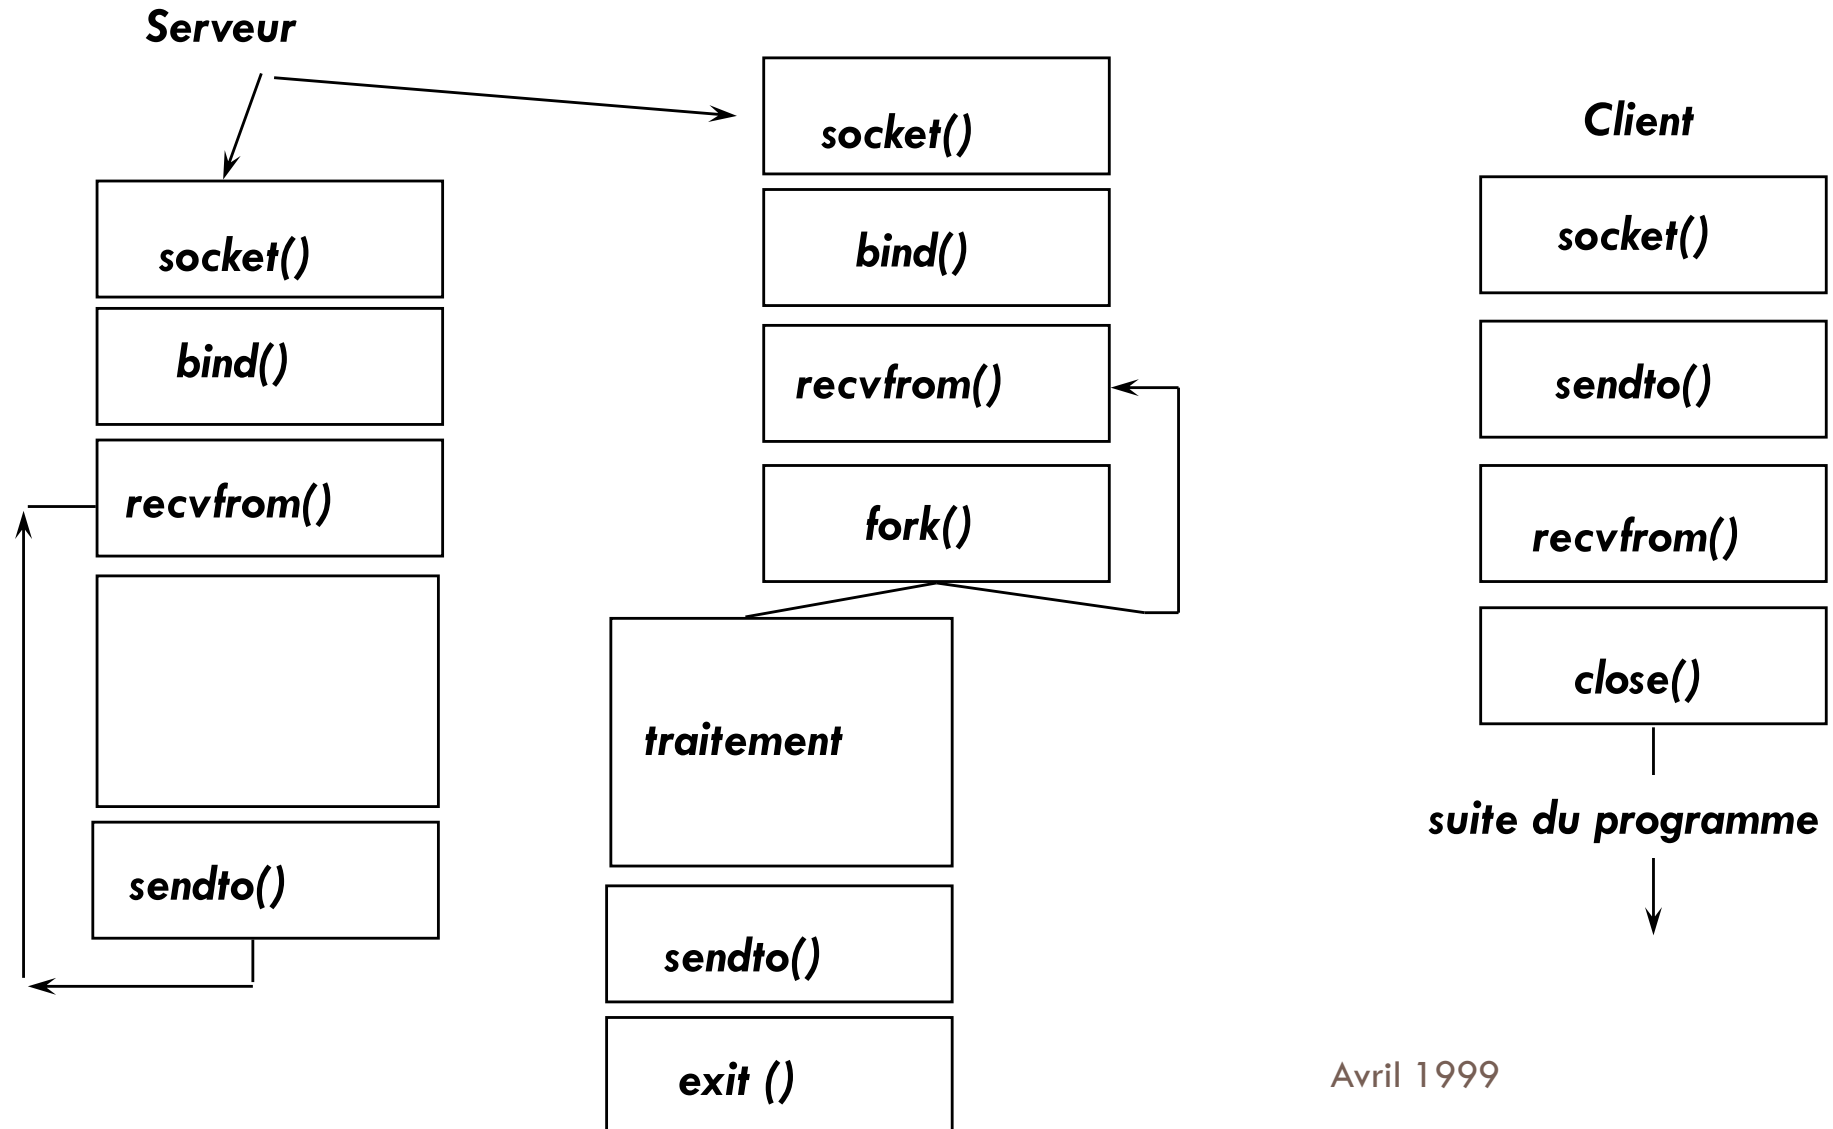 Serveur
socket()
bind()
recvfrom()
sendto()
socket()
bind()
recvfrom()
fork()
traitement
sendto()
exit ()
Client
socket()
sendto()
recvfrom()
close()
suite du programme
Avril 1999